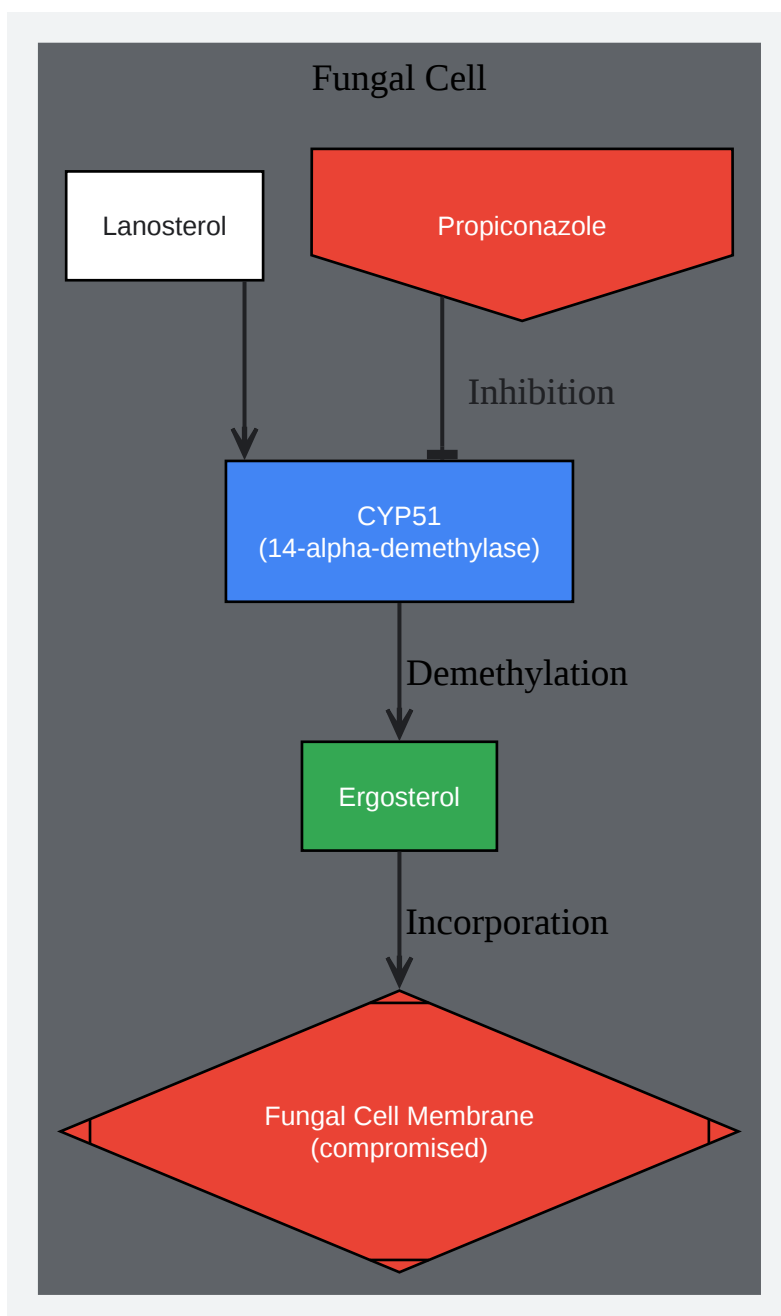 Fungal Cell
Lanosterol
Propiconazole
Inhibition
CYP51
(14-alpha-demethylase)
Demethylation
Ergosterol
Incorporation
Fungal Cell Membrane
(compromised)